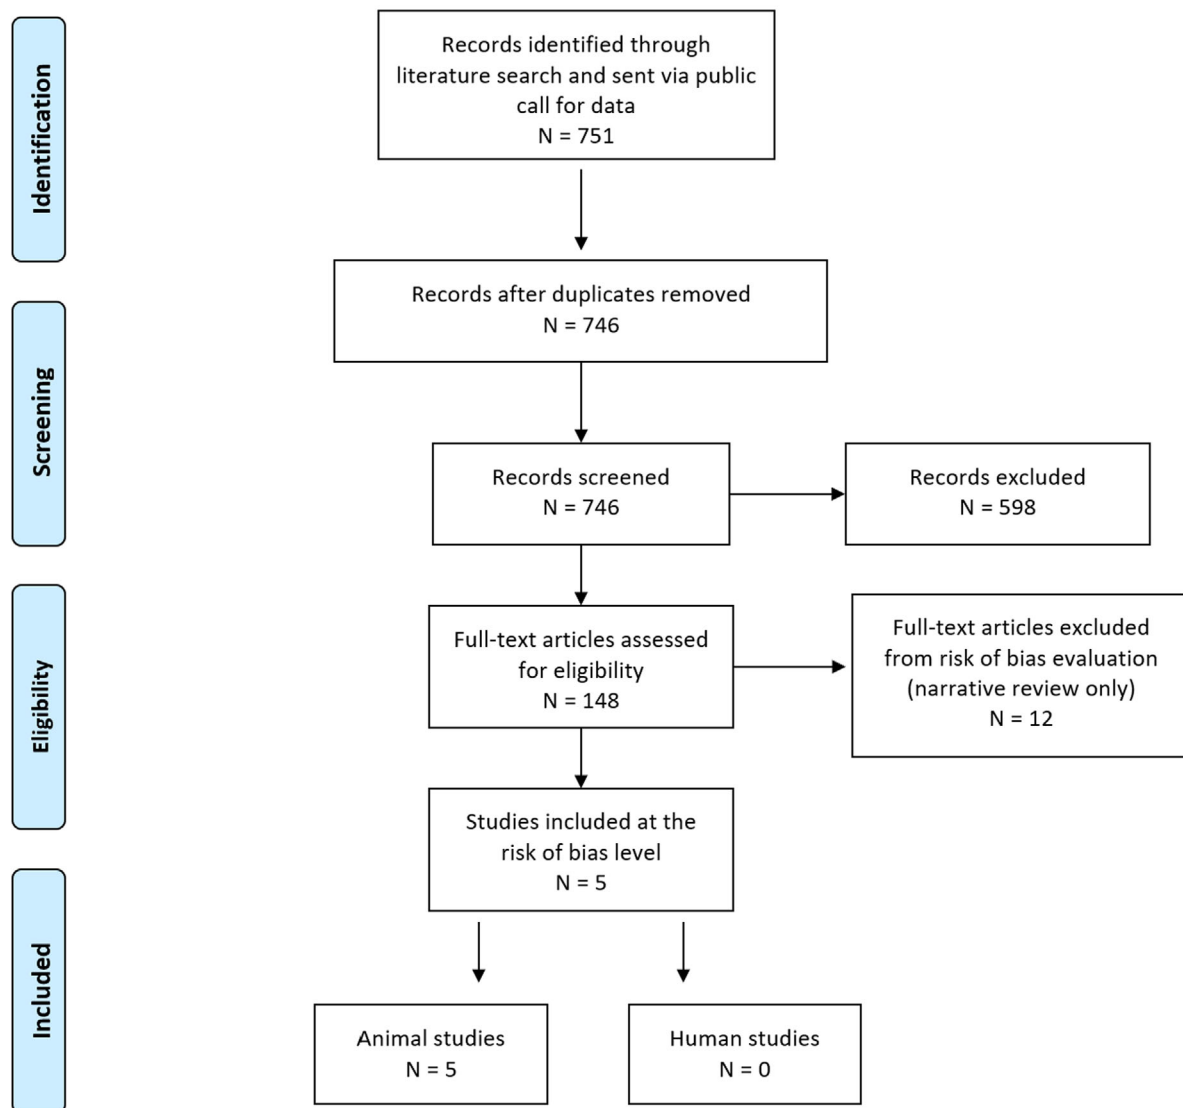 Identification
Records identified through
literature search and sent via public
call for data
N = 751
Records after duplicates removed
N = 746
Screening
Records screened
N = 746
Records excluded
N = 598
Eligibility
Full-text articles assessed
for eligibility
N = 148
Full-text articles excluded
from risk of bias evaluation
(narrative review only)
N = 12
Studies included at the
risk of bias level
N = 5
Included
Animal studies
N = 5
Human studies
N = 0